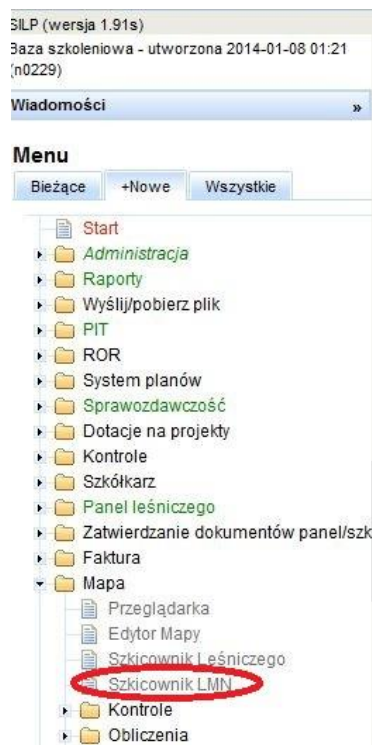 SILP (wersja 1.91s)
Baza szkoleniowa - utworzona 2014-01-08 01:21
(n0229)
Wiadomości »
Menu
Bieżące +Nowe Wszystkie
Start
Administracja
Raporty
Wyślij/pobierz plik
PIT
ROR
System planów
Sprawozdawczość
Dotacje na projekty
Kontrole
Szkółkarz
Panel leśniczego
Zatwierdzanie dokumentów panel/szk
Faktura
Mapa
Przeglądarka
Edytor Mapy
Szkicownik Leśniczego
Szkicownik LMN
Kontrole
Obliczenia